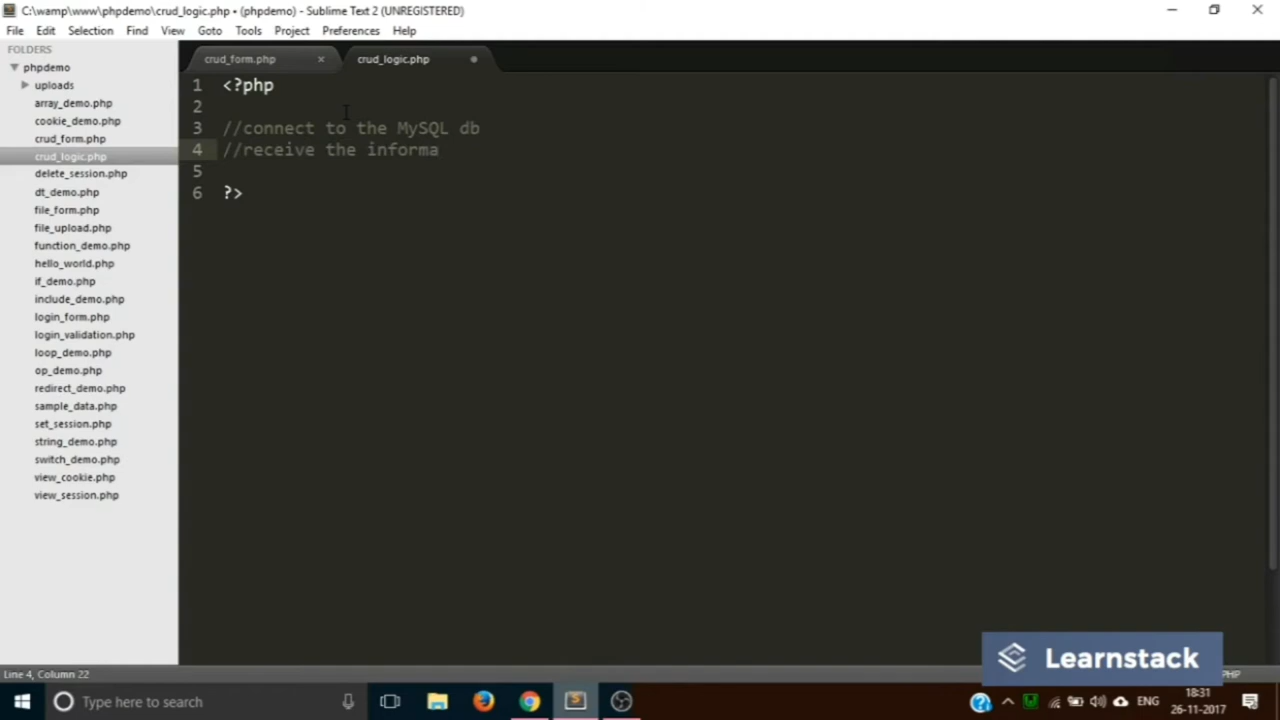 C:\wamp\www\phpdemo\crud_logic.php • (phpdemo) - Sublime Text 2 (UNREGISTERED)
File Edit Selection Find View Goto Tools Project Preferences Help
FOLDERS
phpdemo
uploads
array_demo.php
cookie_demo.php
crud_form.php
crud_logic.php
delete_session.php
dt_demo.php
file_form.php
file_upload.php
function_demo.php
hello_world.php
if_demo.php
include_demo.php
login_form.php
login_validation.php
loop_demo.php
op_demo.php
redirect_demo.php
sample_data.php
set_session.php
string_demo.php
switch_demo.php
view_cookie.php
view_session.php
crud_form.php × crud_logic.php
1 <?php
2
3 //connect to the MySQL db
4 //receive the informa
5
6 ?>
Learnstack
Line 4, Column 22
PHP
Type here to search
ENG
18:31
26-11-2017